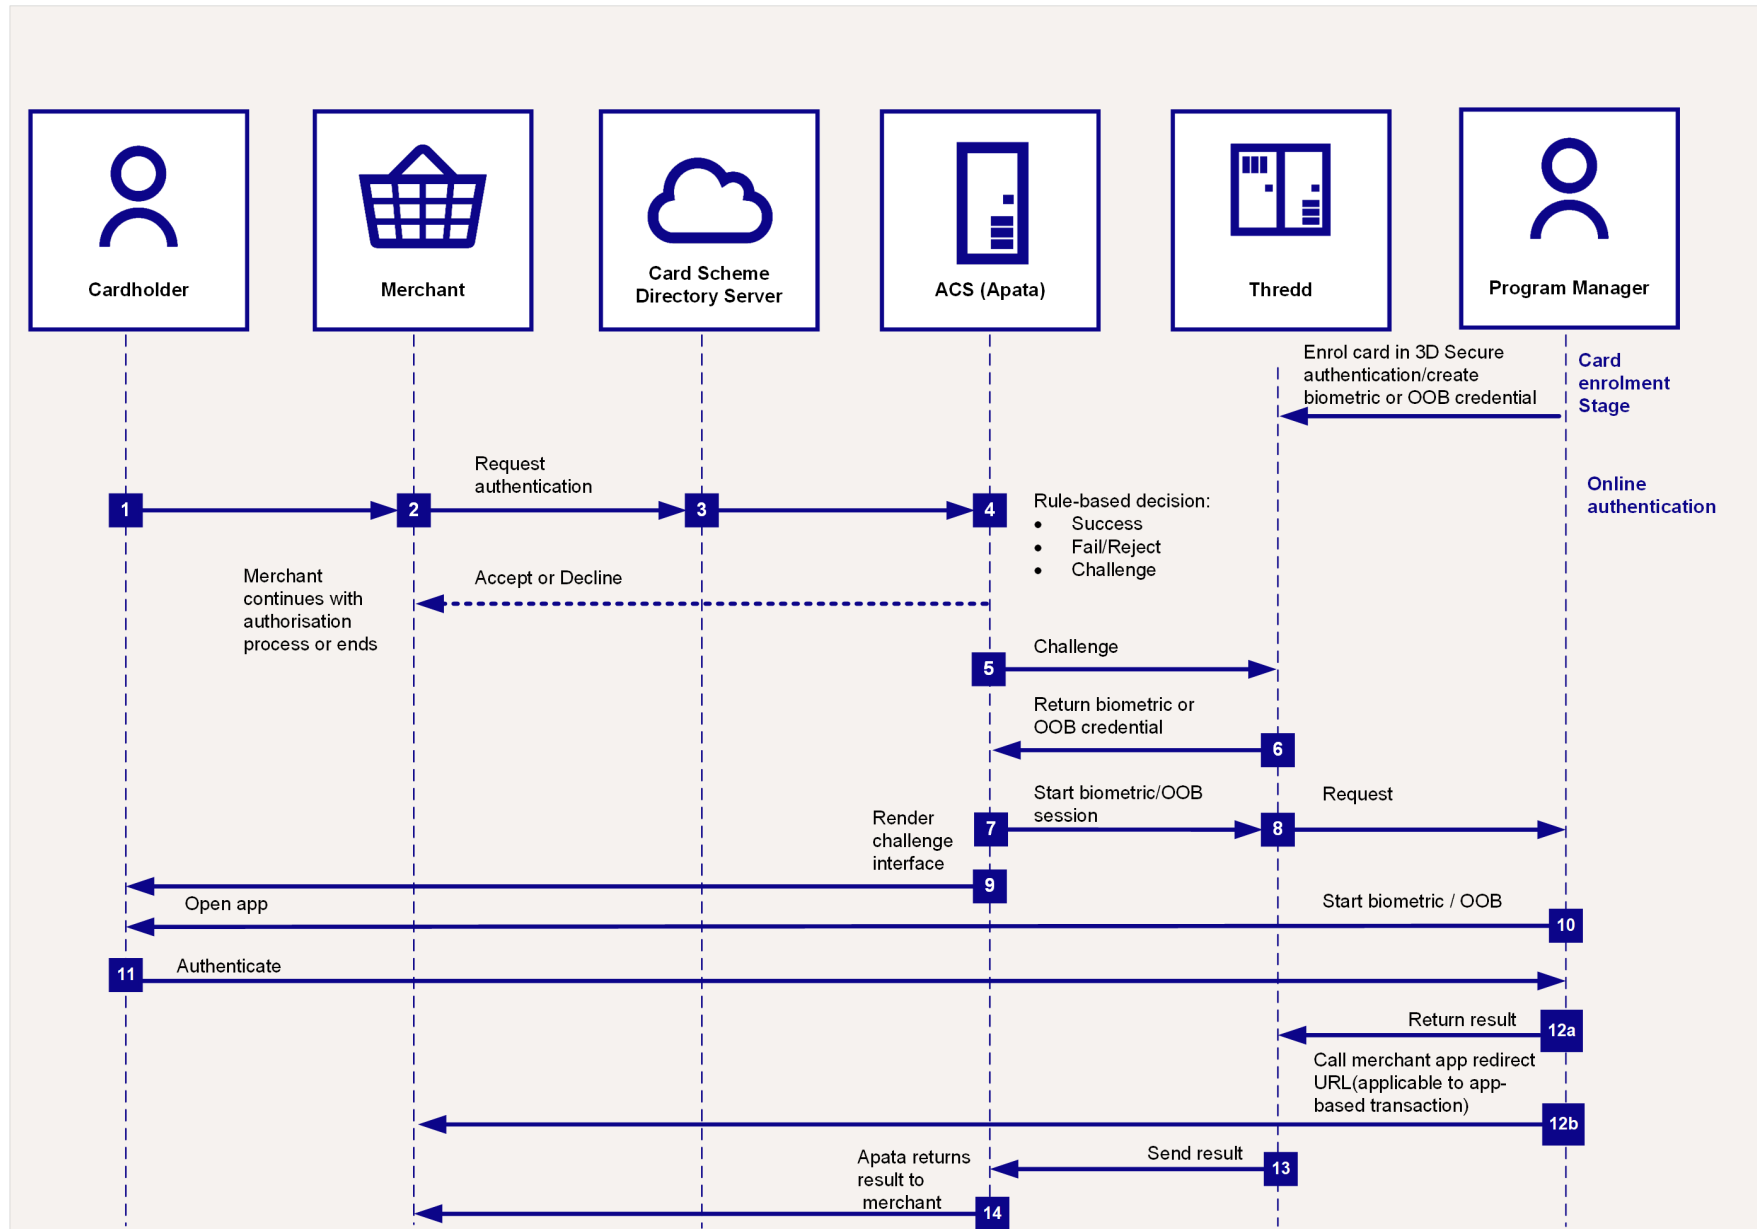 Cardholder
Merchant
Card Scheme
Directory Server
ACS (Apata)
Thredd
Program Manager
Enrol card in 3D Secure
authentication/create
biometric or OOB credential
Card
enrolment
Stage
Request
authentication
Online
authentication
1
2
3
4
Rule-based decision:
• Success
• Fail/Reject
• Challenge
Merchant
continues with
authorisation
process or ends
Accept or Decline
Challenge
5
Return biometric or
OOB credential
6
Start biometric/OOB
session
Request
7
8
Render
challenge
interface
9
Open app
Start biometric / OOB
10
11
Authenticate
Return result
12a
Call merchant app redirect
URL(applicable to app-
based transaction)
12b
Send result
13
Apata returns
result to
merchant
14